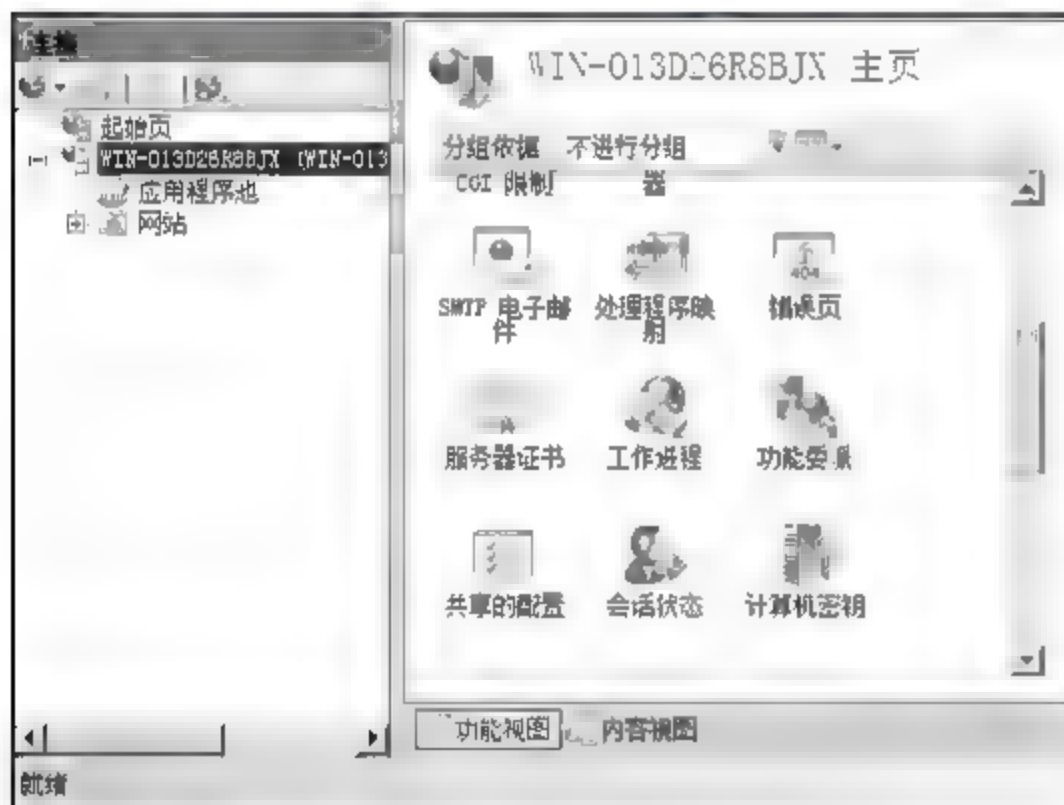 连接
起始页
WIN-013D26RSBJX (WIN-013
应用程序池
网站
就绪
WIN-013D26RSBJX 主页
分组依据 不进行分组
CGI 限制 器
SMTP 电子邮件 处理程序映射 错误页
404
服务器证书 工作进程 功能委派
共享的配置 会话状态 计算机密钥
功能视图 内容视图